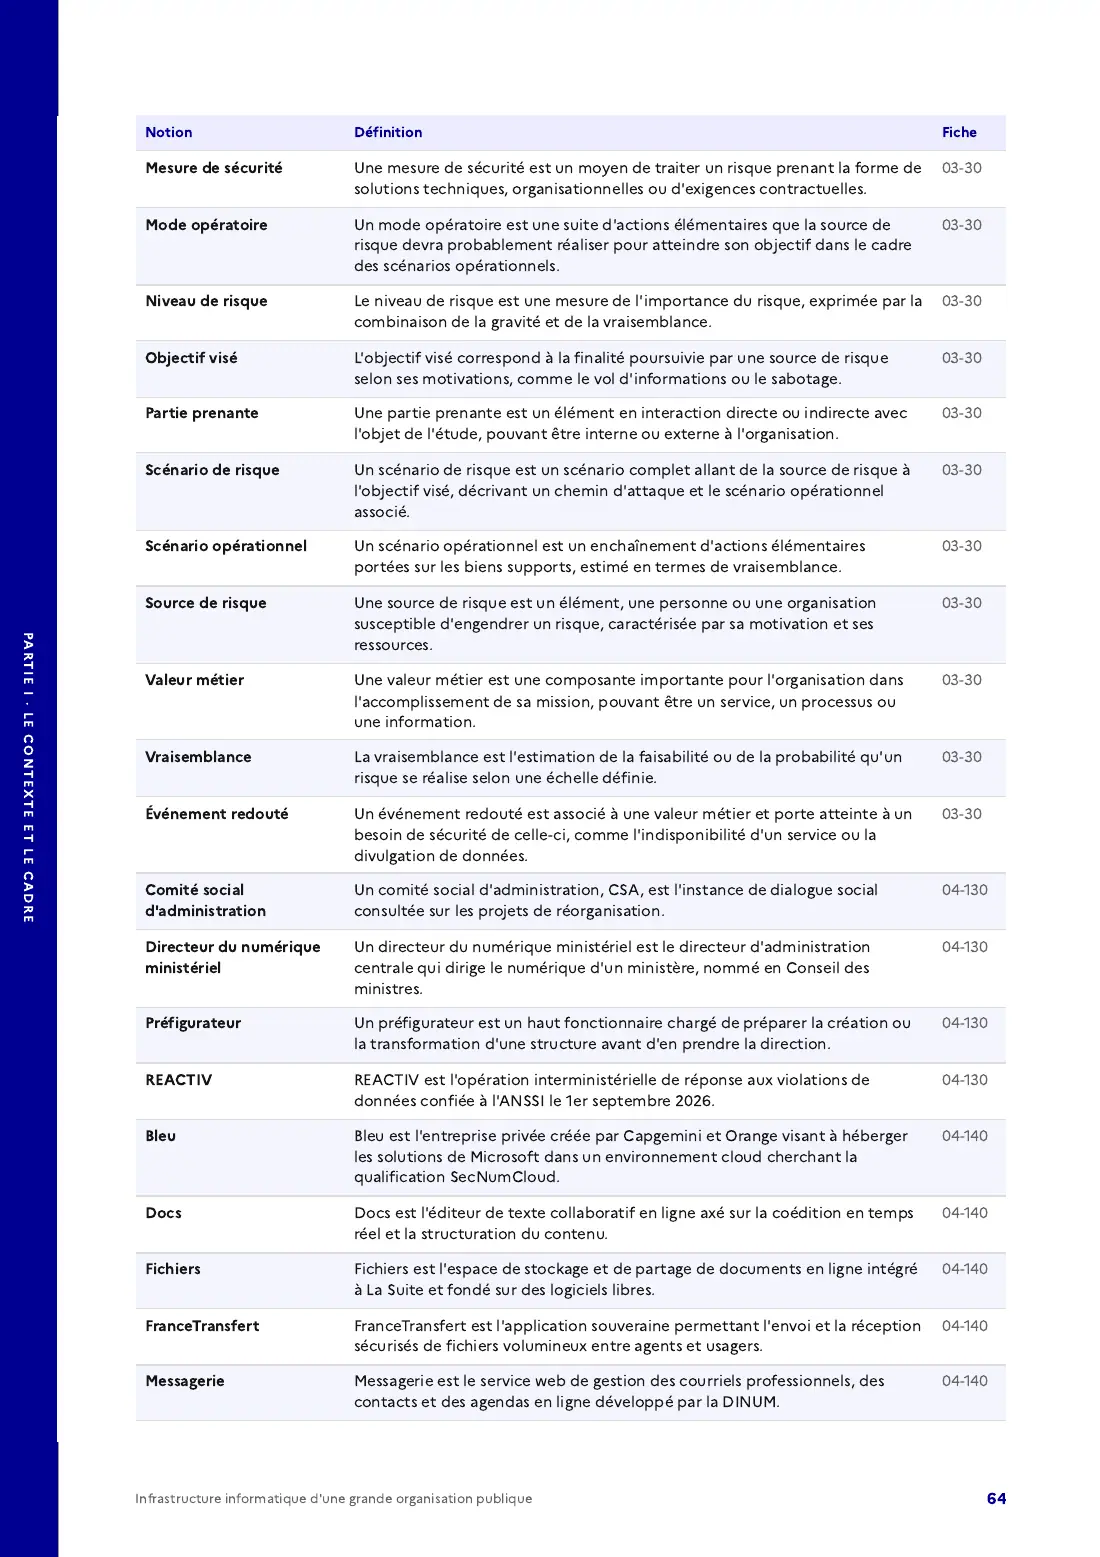 Notion Définition Fiche
Mesure de sécurité Une mesure de sécurité est un moyen de traiter un risque prenant la forme de 03-30
solutions techniques, organisationnelles ou d'exigences contractuelles.
Mode opératoire Un mode opératoire est une suite d'actions élémentaires que la source de 03-30
risque devra probablement réaliser pour atteindre son objectif dans le cadre
des scénarios opérationnels.
Niveau de risque Le niveau de risque est une mesure de l'importance du risque, exprimée par la 03-30
combinaison de la gravité et de la vraisemblance.
Objectif visé L'objectif visé correspond à la finalité poursuivie par une source de risque 03-30
selon ses motivations, comme le vol d'informations ou le sabotage.
Partie prenante Une partie prenante est un élément en interaction directe ou indirecte avec 03-30
l'objet de l'étude, pouvant être interne ou externe à l'organisation.
Scénario de risque Un scénario de risque est un scénario complet allant de la source de risque à 03-30
l'objectif visé, décrivant un chemin d'attaque et le scénario opérationnel
associé.
Scénario opérationnel Un scénario opérationnel est un enchaînement d'actions élémentaires 03-30
portées sur les biens supports, estimé en termes de vraisemblance.
Source de risque Une source de risque est un élément, une personne ou une organisation 03-30
susceptible d'engendrer un risque, caractérisée par sa motivation et ses
ressources.
Valeur métier Une valeur métier est une composante importante pour l'organisation dans 03-30
l'accomplissement de sa mission, pouvant être un service, un processus ou
une information.
Vraisemblance La vraisemblance est l'estimation de la faisabilité ou de la probabilité qu'un 03-30
risque se réalise selon une échelle définie.
Événement redouté Un événement redouté est associé à une valeur métier et porte atteinte à un 03-30
besoin de sécurité de celle-ci, comme l'indisponibilité d'un service ou la
divulgation de données.
Comité social Un comité social d'administration, CSA, est l'instance de dialogue social 04-130
d'administration consultée sur les projets de réorganisation.
Directeur du numérique Un directeur du numérique ministériel est le directeur d'administration 04-130
ministériel centrale qui dirige le numérique d'un ministère, nommé en Conseil des
ministres.
Préfigurateur Un préfigurateur est un haut fonctionnaire chargé de préparer la création ou 04-130
la transformation d'une structure avant d'en prendre la direction.
REACTIV REACTIV est l'opération interministérielle de réponse aux violations de 04-130
données confiée à l'ANSSI le 1er septembre 2026.
Bleu Bleu est l'entreprise privée créée par Capgemini et Orange visant à héberger 04-140
les solutions de Microsoft dans un environnement cloud cherchant la
qualification SecNumCloud.
Docs Docs est l'éditeur de texte collaboratif en ligne axé sur la coédition en temps 04-140
réel et la structuration du contenu.
Fichiers Fichiers est l'espace de stockage et de partage de documents en ligne intégré 04-140
à La Suite et fondé sur des logiciels libres.
FranceTransfert FranceTransfert est l'application souveraine permettant l'envoi et la réception 04-140
sécurisés de fichiers volumineux entre agents et usagers.
Messagerie Messagerie est le service web de gestion des courriels professionnels, des 04-140
contacts et des agendas en ligne développé par la DINUM.
PARTIE I · LE CONTEXTE ET LE CADRE
Infrastructure informatique d'une grande organisation publique 64